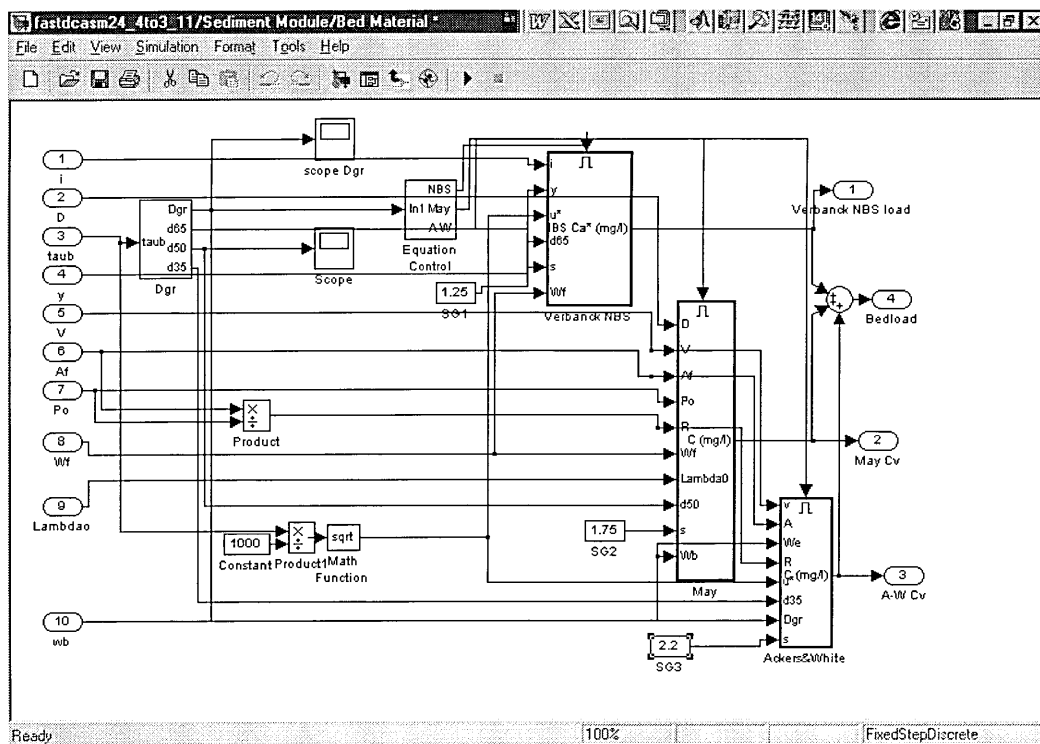 fastdcasm24_4to3_11/Sediment Module/Bed Material *
File Edit View Simulation Format Tools Help
1
i
2
D
3
taub
4
y
5
V
6
Af
7
Po
8
Wf
9
Lambdao
10
wb
taub
Dgr
d65
d50
d35
Dgr
scope Dgr
Scope
NBS
In1 May
A-W
Equation
Control
1.25
SG1
i
y
u*
IBS Ca* (mg/l)
d65
s
Wf
Verbanck NBS
1
Verbanck NBS load
4
Bedload
Product
1000
Constant
Product1
sqrt
Math
Function
D
V
Af
Po
R
C (mg/l)
Wf
Lambda0
d50
s
Wb
May
1.75
SG2
2
May Cv
v
A
We
R
C (mg/l)
u*
d35
Dgr
s
Ackers&White
2.2
SG3
3
A-W Cv
Ready
100%
FixedStepDiscrete